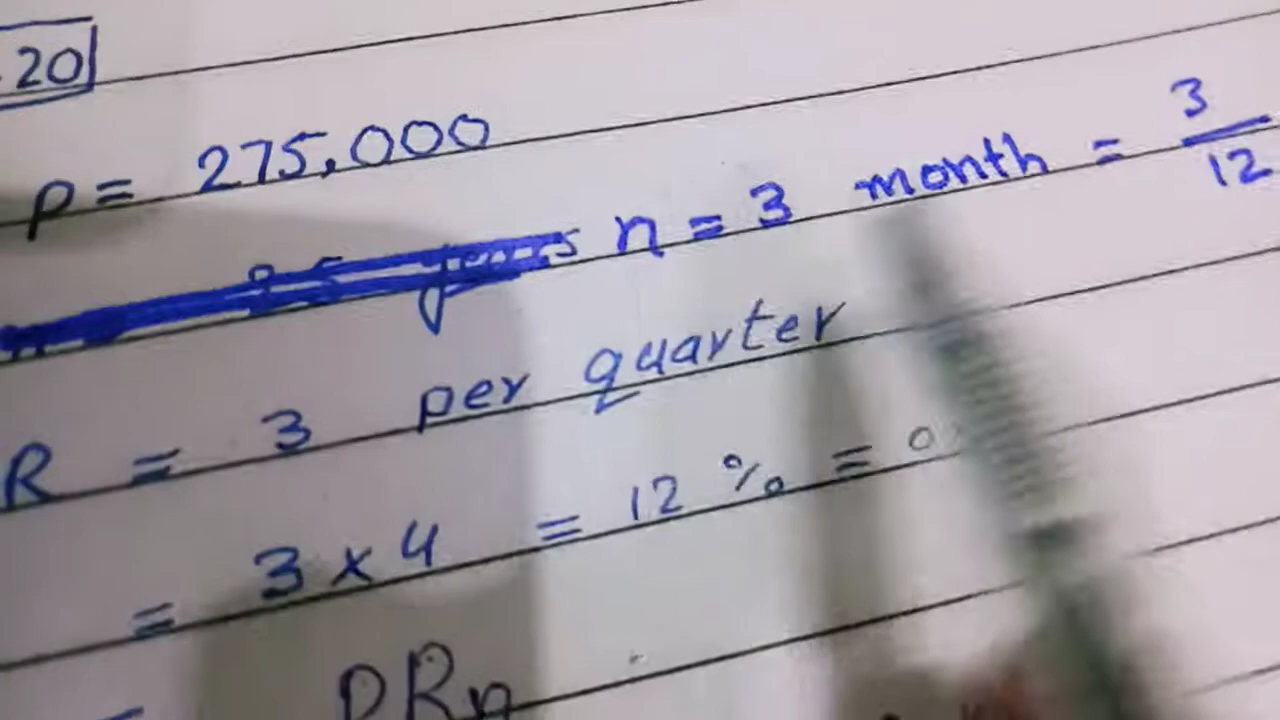 20
P = 275,000
n = 3 month = 3/12
R = 3 per quarter
= 3 x 4 = 12 % = 0
= PRn